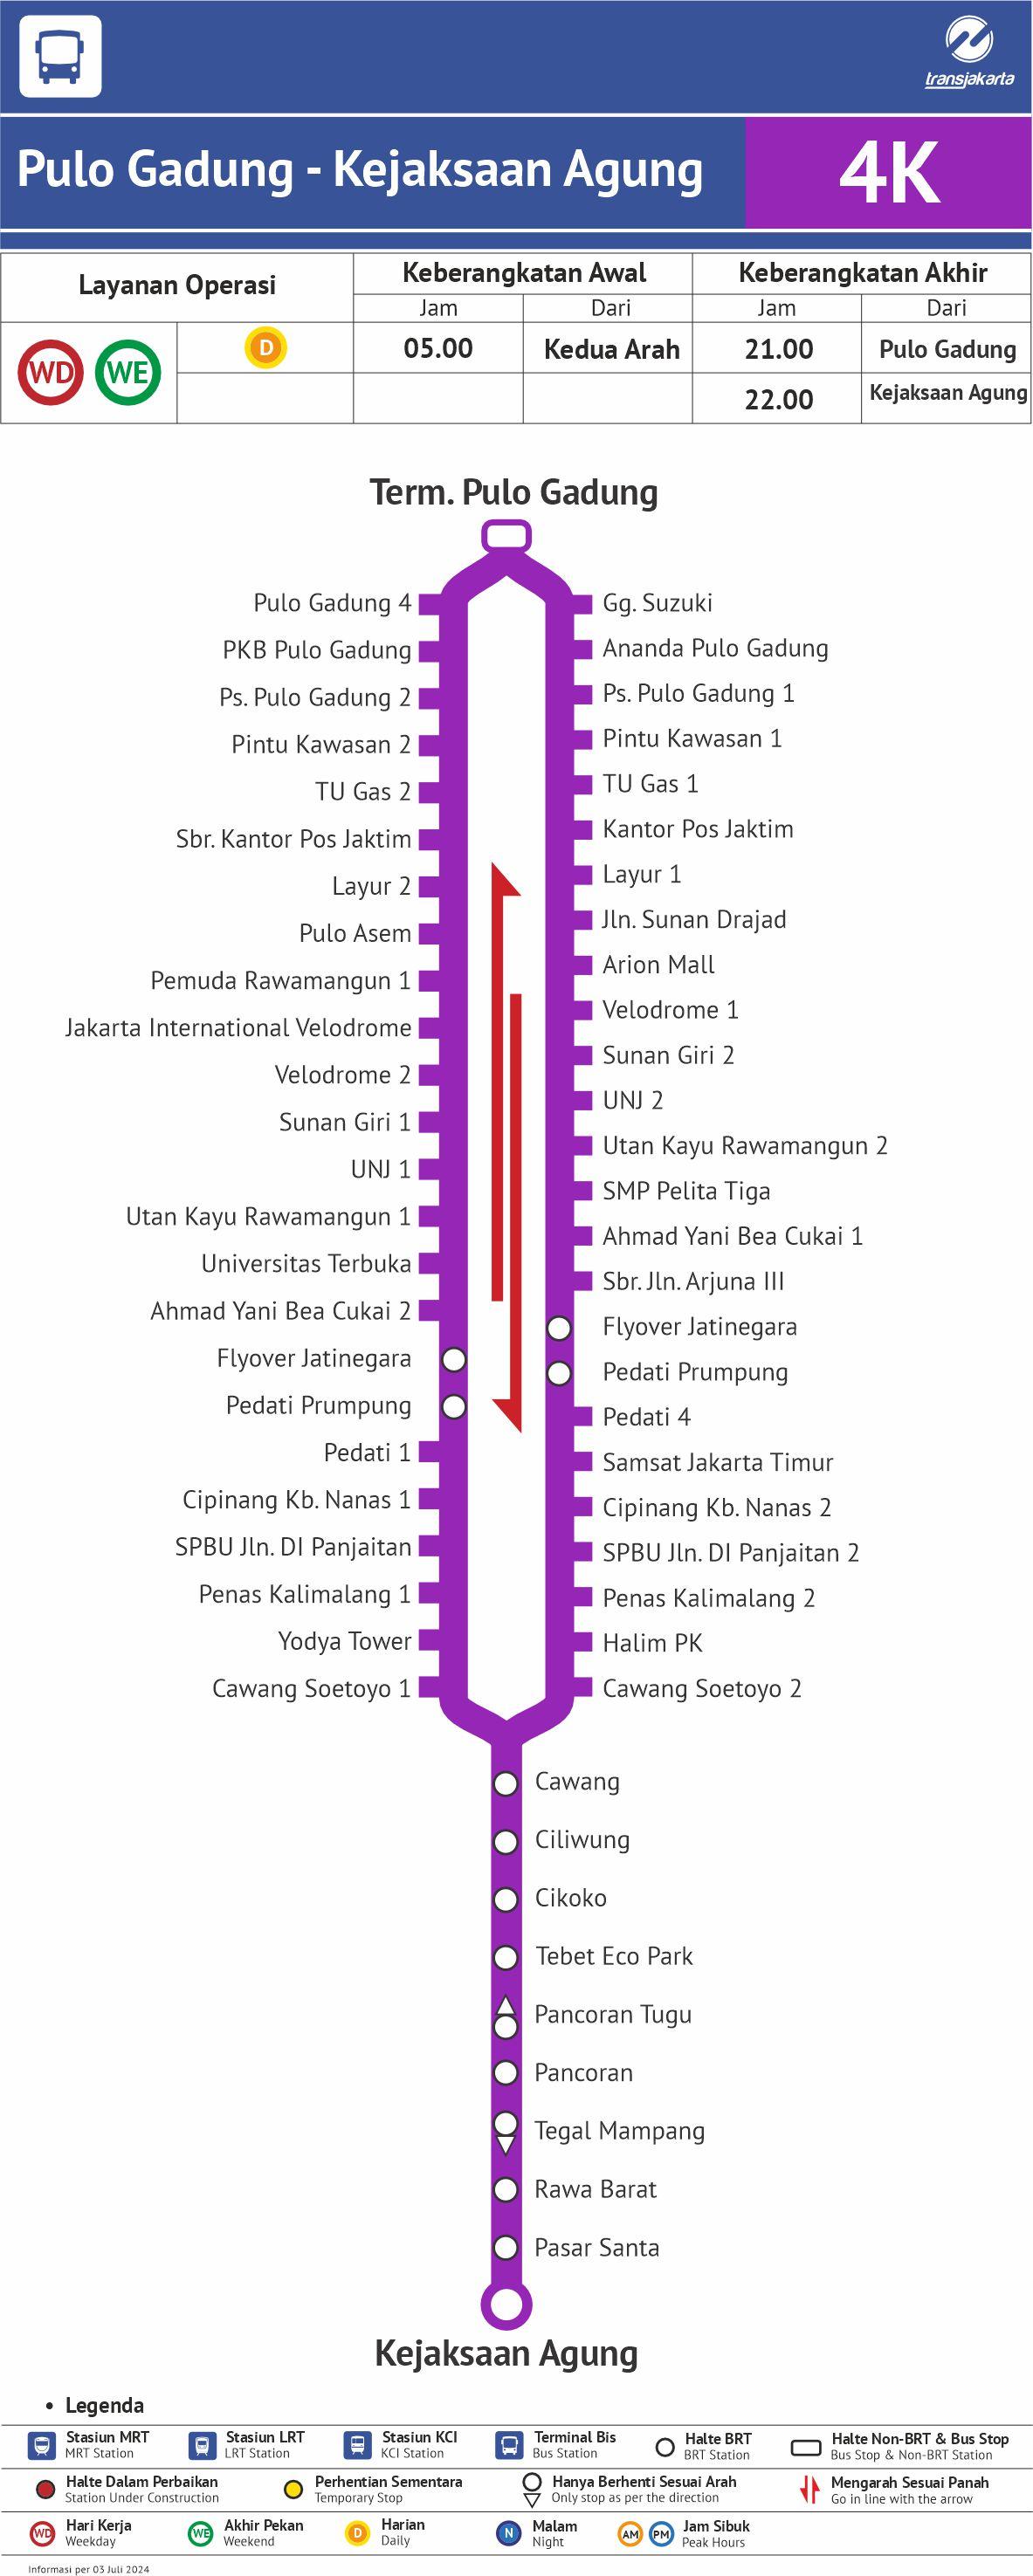 transjakarta
Pulo Gadung - Kejaksaan Agung
4K
Layanan Operasi
Keberangkatan Awal
Keberangkatan Akhir
Jam
Dari
Jam
Dari
WD
WE
D
05.00
Kedua Arah
21.00
Pulo Gadung
22.00
Kejaksaan Agung
Term. Pulo Gadung
Pulo Gadung 4
PKB Pulo Gadung
Ps. Pulo Gadung 2
Pintu Kawasan 2
TU Gas 2
Sbr. Kantor Pos Jaktim
Layur 2
Pulo Asem
Pemuda Rawamangun 1
Jakarta International Velodrome
Velodrome 2
Sunan Giri 1
UNJ 1
Utan Kayu Rawamangun 1
Universitas Terbuka
Ahmad Yani Bea Cukai 2
Flyover Jatinegara
Pedati Prumpung
Pedati 1
Cipinang Kb. Nanas 1
SPBU Jln. DI Panjaitan
Penas Kalimalang 1
Yodya Tower
Cawang Soetoyo 1
Gg. Suzuki
Ananda Pulo Gadung
Ps. Pulo Gadung 1
Pintu Kawasan 1
TU Gas 1
Kantor Pos Jaktim
Layur 1
Jln. Sunan Drajad
Arion Mall
Velodrome 1
Sunan Giri 2
UNJ 2
Utan Kayu Rawamangun 2
SMP Pelita Tiga
Ahmad Yani Bea Cukai 1
Sbr. Jln. Arjuna III
Flyover Jatinegara
Pedati Prumpung
Pedati 4
Samsat Jakarta Timur
Cipinang Kb. Nanas 2
SPBU Jln. DI Panjaitan 2
Penas Kalimalang 2
Halim PK
Cawang Soetoyo 2
Cawang
Ciliwung
Cikoko
Tebet Eco Park
Pancoran Tugu
Pancoran
Tegal Mampang
Rawa Barat
Pasar Santa
Kejaksaan Agung
• Legenda
Stasiun MRT
MRT Station
Stasiun LRT
LRT Station
Stasiun KCI
KCI Station
Terminal Bis
Bus Station
Halte BRT
BRT Station
Halte Non-BRT & Bus Stop
Bus Stop & Non-BRT Station
Halte Dalam Perbaikan
Station Under Construction
Perhentian Sementara
Temporary Stop
Hanya Berhenti Sesuai Arah
Only stop as per the direction
Mengarah Sesuai Panah
Go in line with the arrow
WD
Hari Kerja
Weekday
WE
Akhir Pekan
Weekend
D
Harian
Daily
N
Malam
Night
AM
PM
Jam Sibuk
Peak Hours
Informasi per 03 Juli 2024